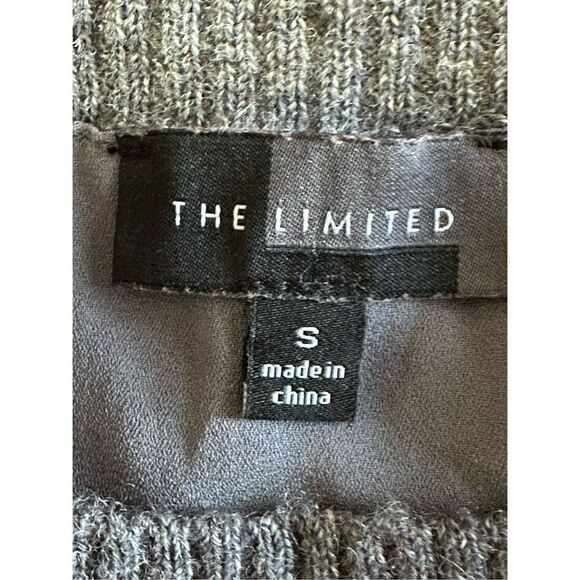 THE LIMITED
S
made in
china